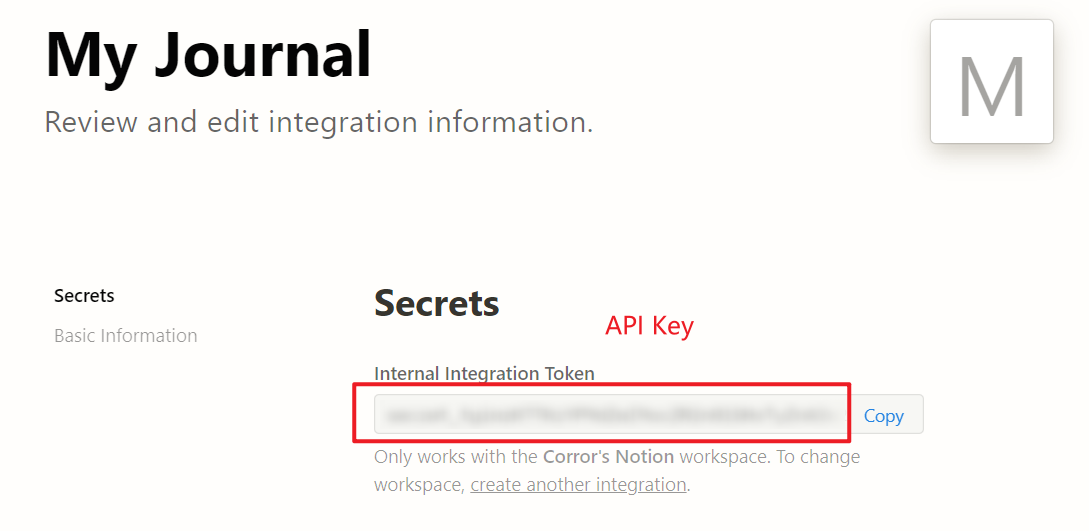 My Journal
M
Review and edit integration information.
Secrets
Basic Information
Secrets
API Key
Internal Integration Token
Copy
Only works with the Corror's Notion workspace. To change
workspace, create another integration.